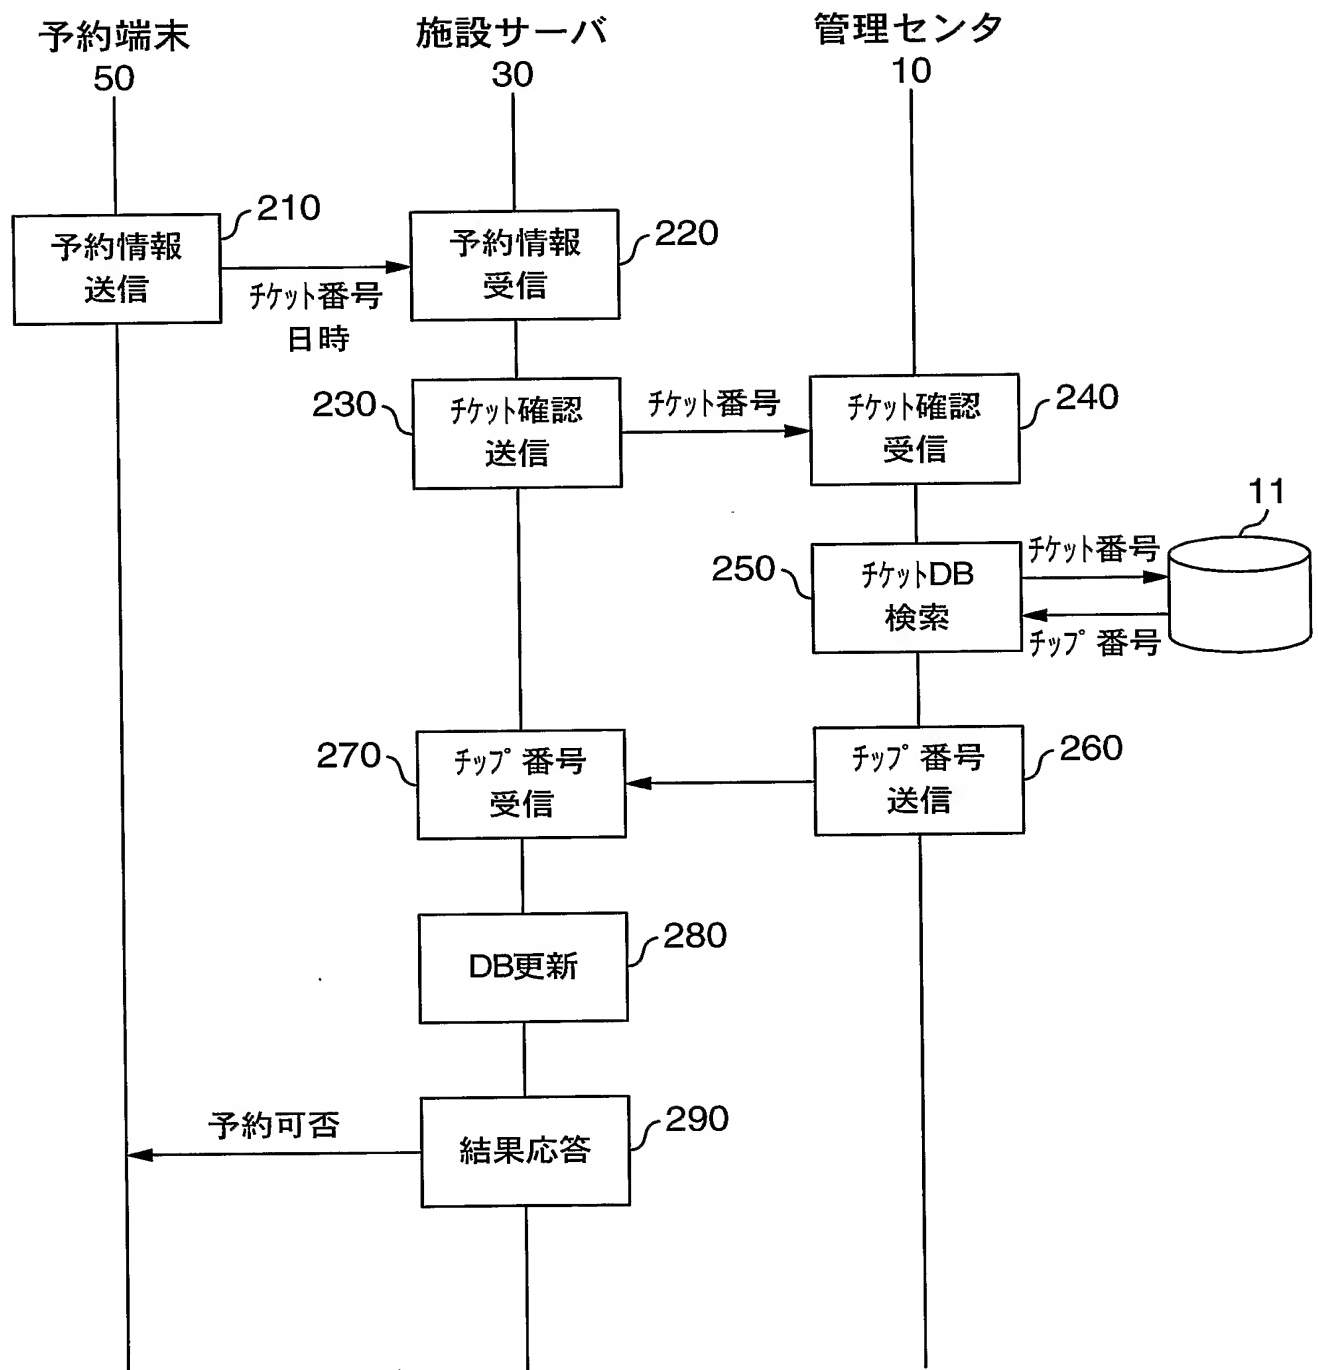 予約端末
50
施設サーバ
30
管理センタ
10
210
予約情報
送信
チケット番号
日時
予約情報
受信
220
230
チケット確認
送信
チケット番号
チケット確認
受信
240
250
チケットDB
検索
チケット番号
チップ番号
11
270
チップ番号
受信
チップ番号
送信
260
DB更新
280
予約可否
結果応答
290